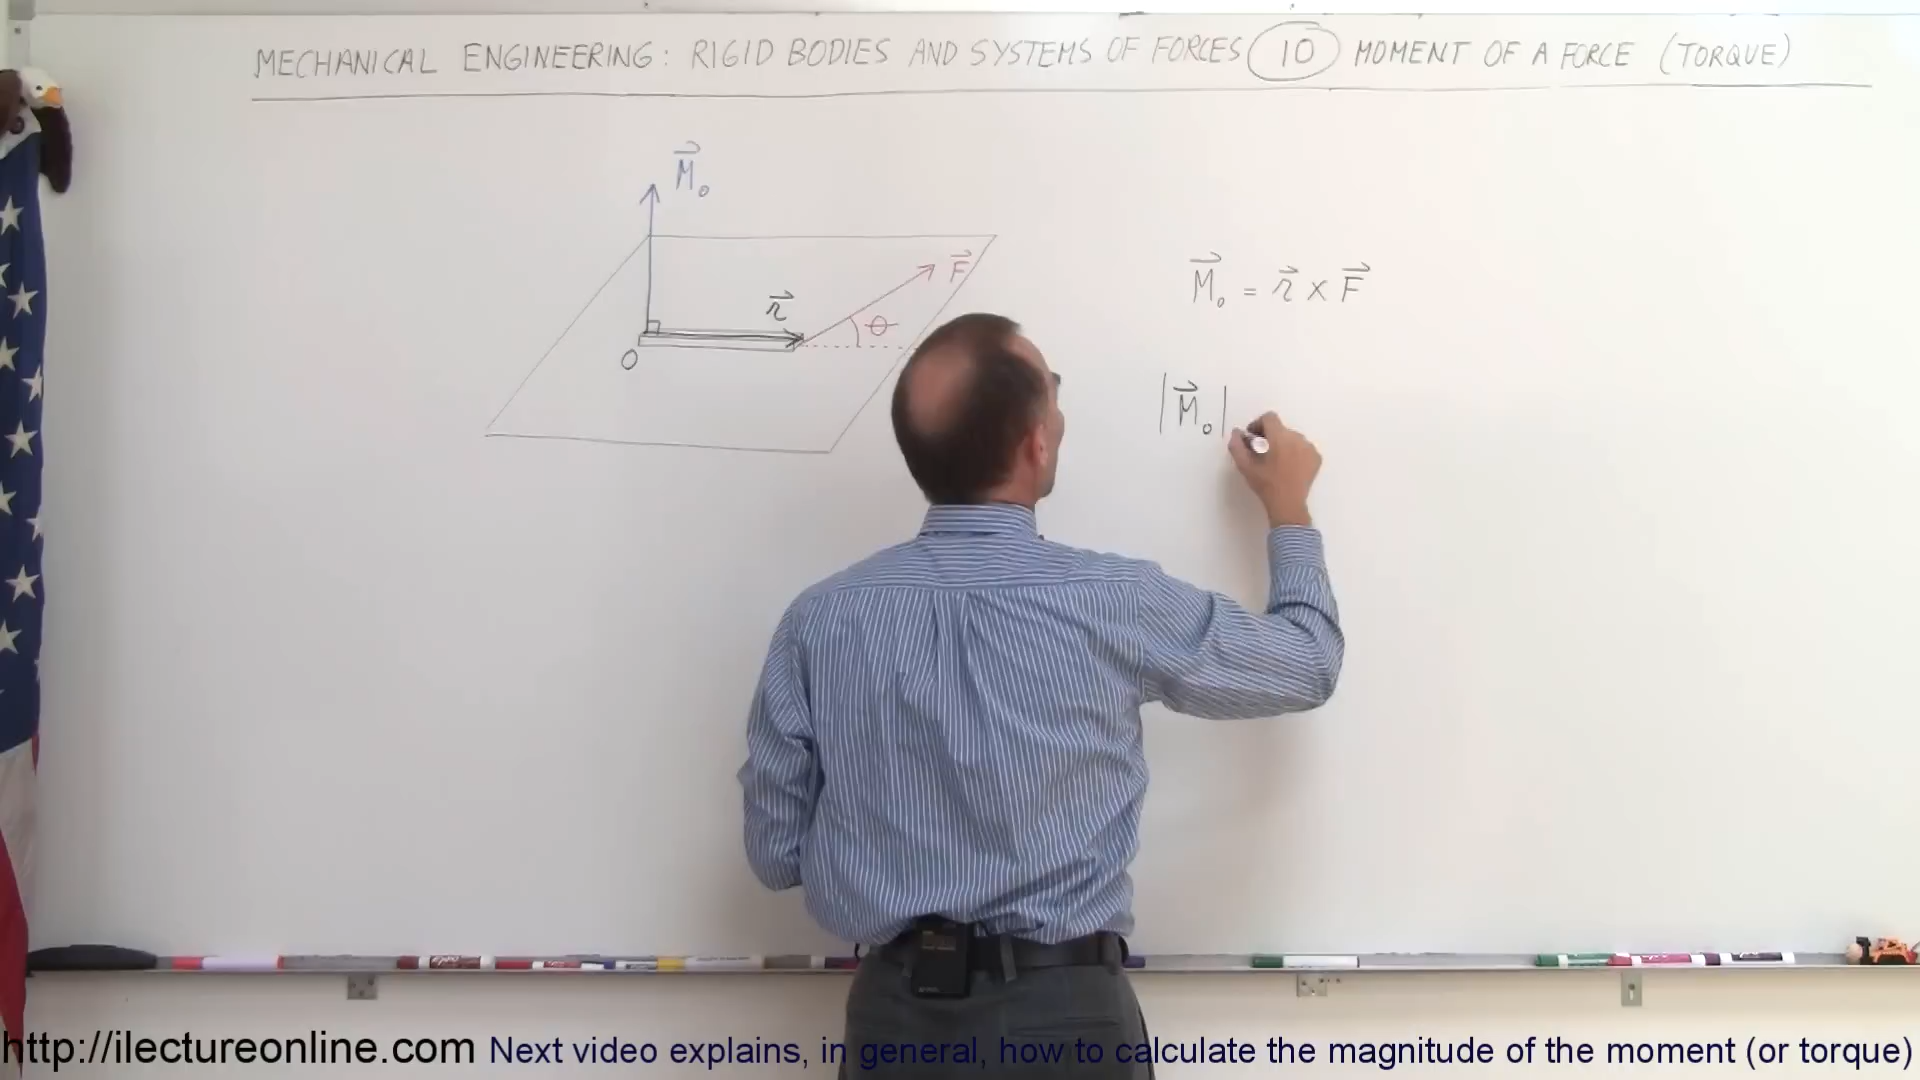 MECHANICAL ENGINEERING: RIGID BODIES AND SYSTEMS OF FORCES 10 MOMENT OF A FORCE (TORQUE)
M⃗₀
F⃗
r⃗
θ
O
M⃗₀ = r⃗ × F⃗
|M⃗₀|
http://ilectureonline.com Next video explains, in general, how to calculate the magnitude of the moment (or torque)